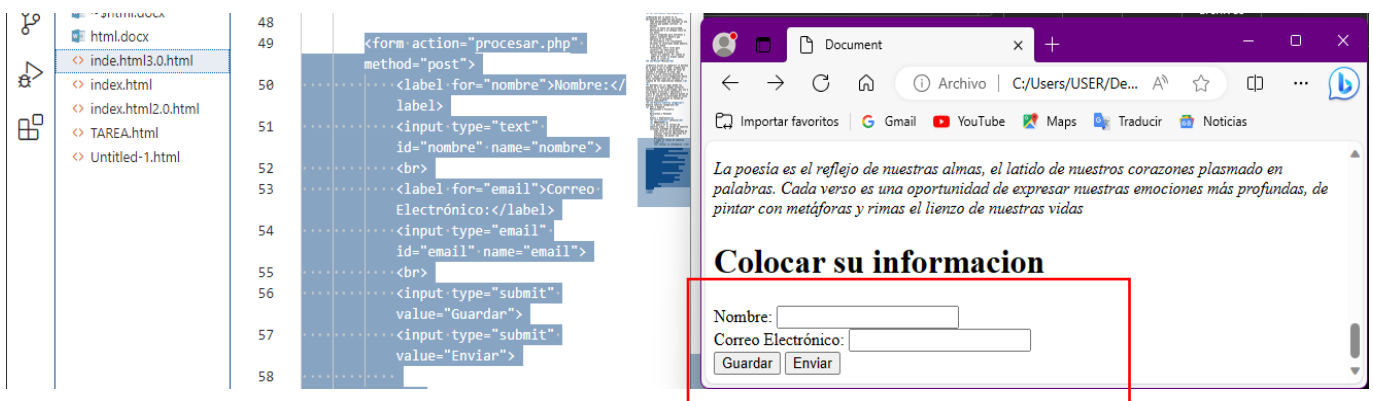 html.docx
inde.html3.0.html
index.html
index.html2.0.html
TAREA.html
Untitled-1.html
48
49 <form action="procesar.php"
method="post">
50 <label for="nombre">Nombre:</
label>
51 <input type="text"
id="nombre" name="nombre">
52 <br>
53 <label for="email">Correo
Electrónico:</label>
54 <input type="email"
id="email" name="email">
55 <br>
56 <input type="submit"
value="Guardar">
57 <input type="submit"
value="Enviar">
58
Document
Archivo | C:/Users/USER/De...
Importar favoritos Gmail YouTube Maps Traducir Noticias
La poesía es el reflejo de nuestras almas, el latido de nuestros corazones plasmado en
palabras. Cada verso es una oportunidad de expresar nuestras emociones más profundas, de
pintar con metáforas y rimas el lienzo de nuestras vidas
Colocar su informacion
Nombre:
Correo Electrónico:
Guardar Enviar